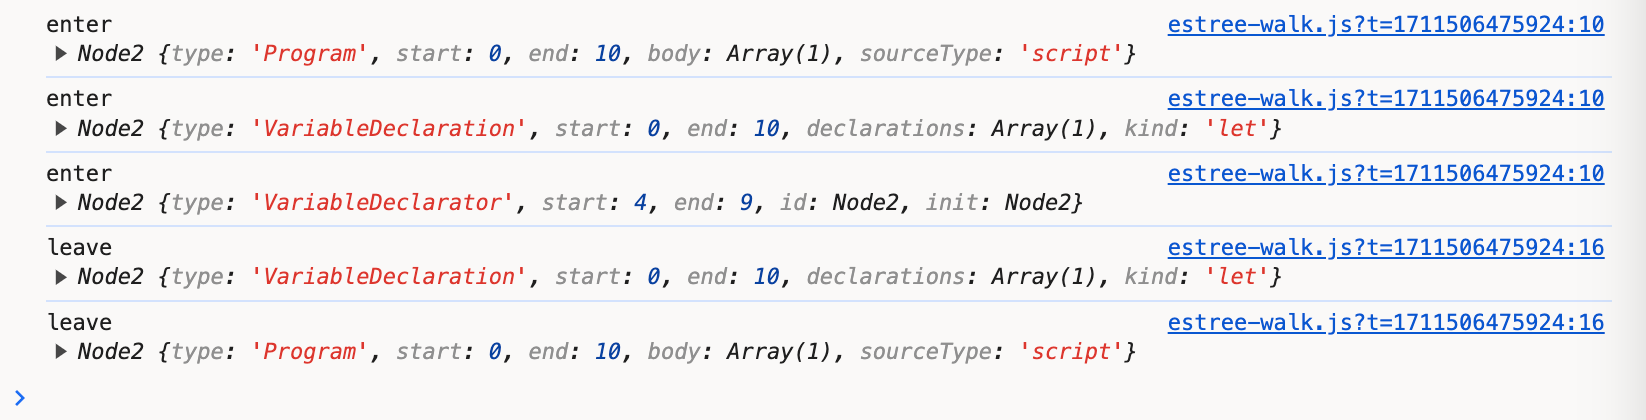 enter estree-walk.js?t=1711506475924:10
▶ Node2 {type: 'Program', start: 0, end: 10, body: Array(1), sourceType: 'script'}
enter estree-walk.js?t=1711506475924:10
▶ Node2 {type: 'VariableDeclaration', start: 0, end: 10, declarations: Array(1), kind: 'let'}
enter estree-walk.js?t=1711506475924:10
▶ Node2 {type: 'VariableDeclarator', start: 4, end: 9, id: Node2, init: Node2}
leave estree-walk.js?t=1711506475924:16
▶ Node2 {type: 'VariableDeclaration', start: 0, end: 10, declarations: Array(1), kind: 'let'}
leave estree-walk.js?t=1711506475924:16
▶ Node2 {type: 'Program', start: 0, end: 10, body: Array(1), sourceType: 'script'}